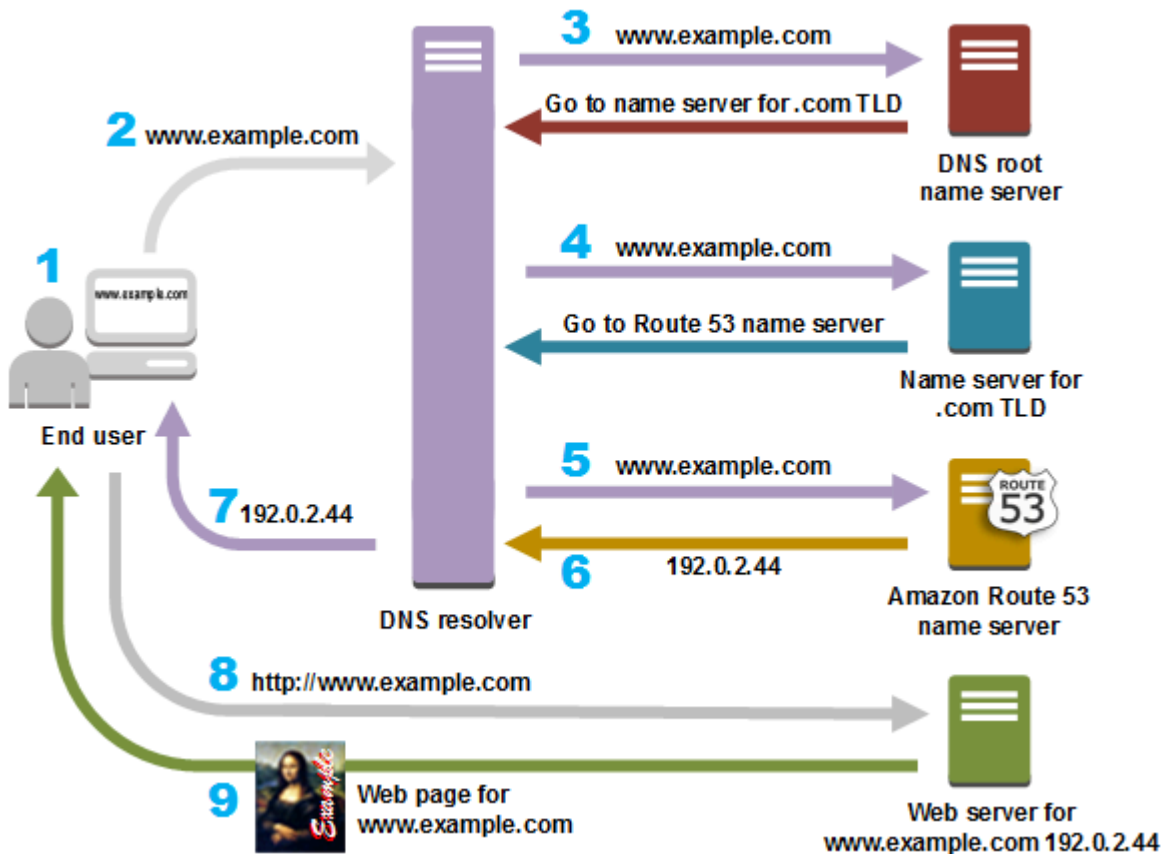 3 www.example.com
Go to name server for .com TLD
DNS root
name server
2 www.example.com
4 www.example.com
1
www.example.com
Go to Route 53 name server
Name server for
.com TLD
End user
5 www.example.com
ROUTE
53
7 192.0.2.44
6 192.0.2.44
Amazon Route 53
name server
DNS resolver
8 http://www.example.com
9
Example
Web page for
www.example.com
Web server for
www.example.com 192.0.2.44